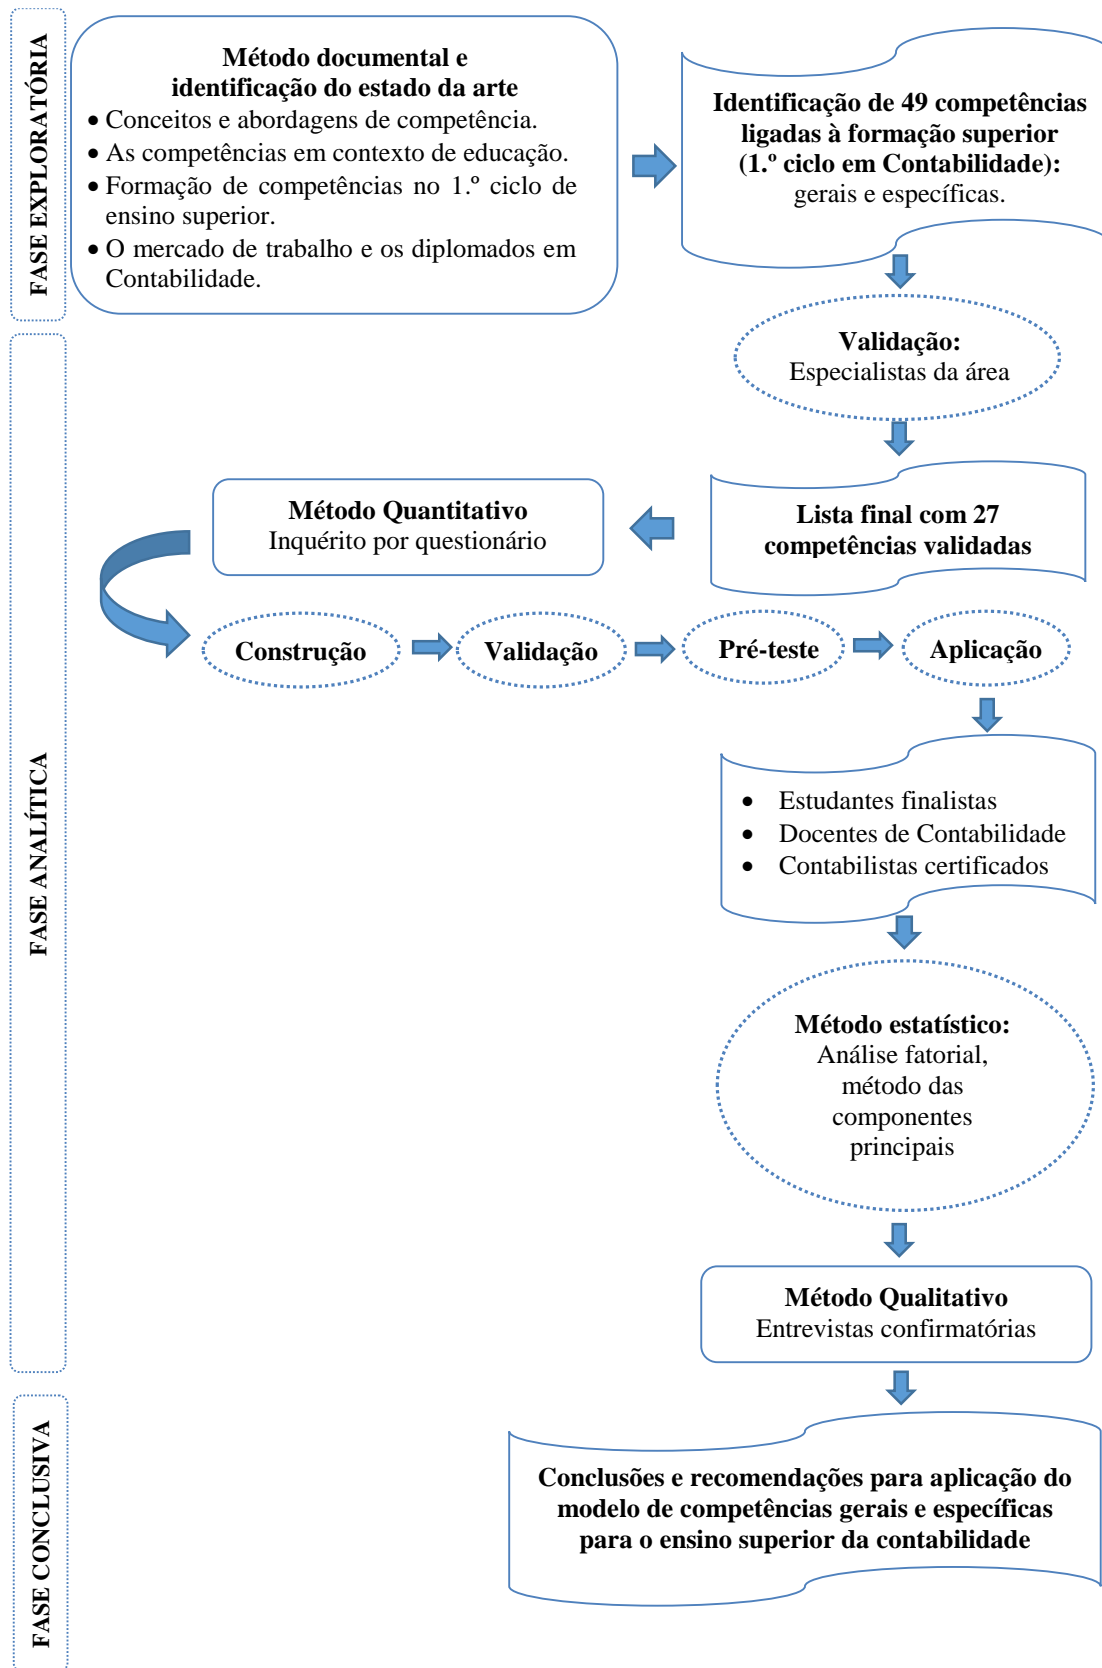 FASE EXPLORATÓRIA
Método documental e
identificação do estado da arte
• Conceitos e abordagens de competência.
• As competências em contexto de educação.
• Formação de competências no 1.º ciclo de
ensino superior.
• O mercado de trabalho e os diplomados em
Contabilidade.
Identificação de 49 competências
ligadas à formação superior
(1.º ciclo em Contabilidade):
gerais e específicas.
FASE ANALÍTICA
Validação:
Especialistas da área
Lista final com 27
competências validadas
Método Quantitativo
Inquérito por questionário
Construção
Validação
Pré-teste
Aplicação
• Estudantes finalistas
• Docentes de Contabilidade
• Contabilistas certificados
Método estatístico:
Análise fatorial,
método das
componentes
principais
Método Qualitativo
Entrevistas confirmatórias
FASE CONCLUSIVA
Conclusões e recomendações para aplicação do
modelo de competências gerais e específicas
para o ensino superior da contabilidade